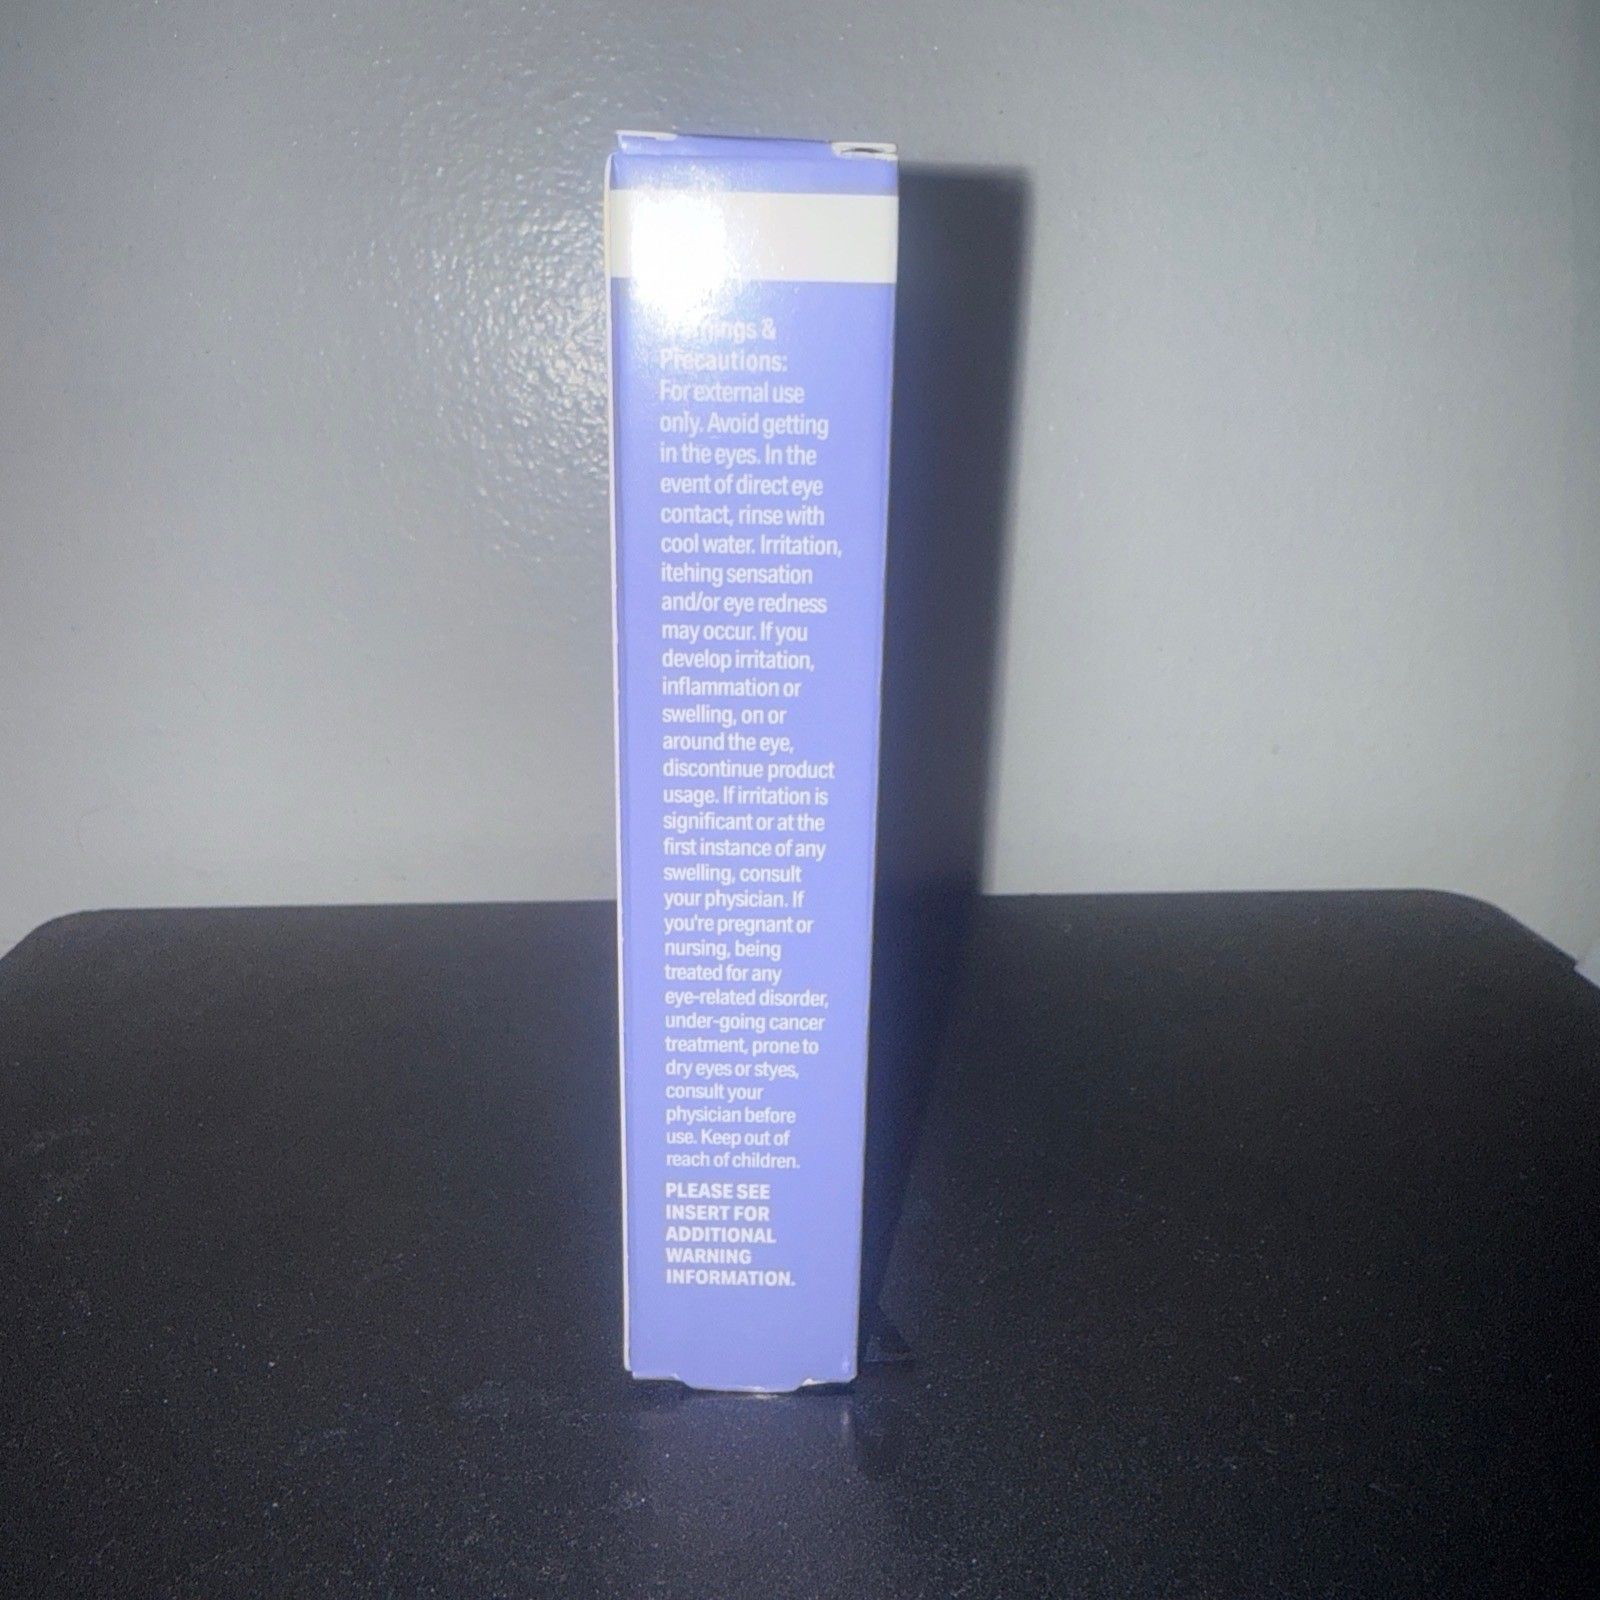 Warnings &
Precautions:
For external use
only. Avoid getting
in the eyes. In the
event of direct eye
contact, rinse with
cool water. Irritation,
itehing sensation
and/or eye redness
may occur. If you
develop irritation,
inflammation or
swelling, on or
around the eye,
discontinue product
usage. If irritation is
significant or at the
first instance of any
swelling, consult
your physician. If
you're pregnant or
nursing, being
treated for any
eye-related disorder,
under-going cancer
treatment, prone to
dry eyes or styes,
consult your
physician before
use. Keep out of
reach of children.
PLEASE SEE
INSERT FOR
ADDITIONAL
WARNING
INFORMATION.